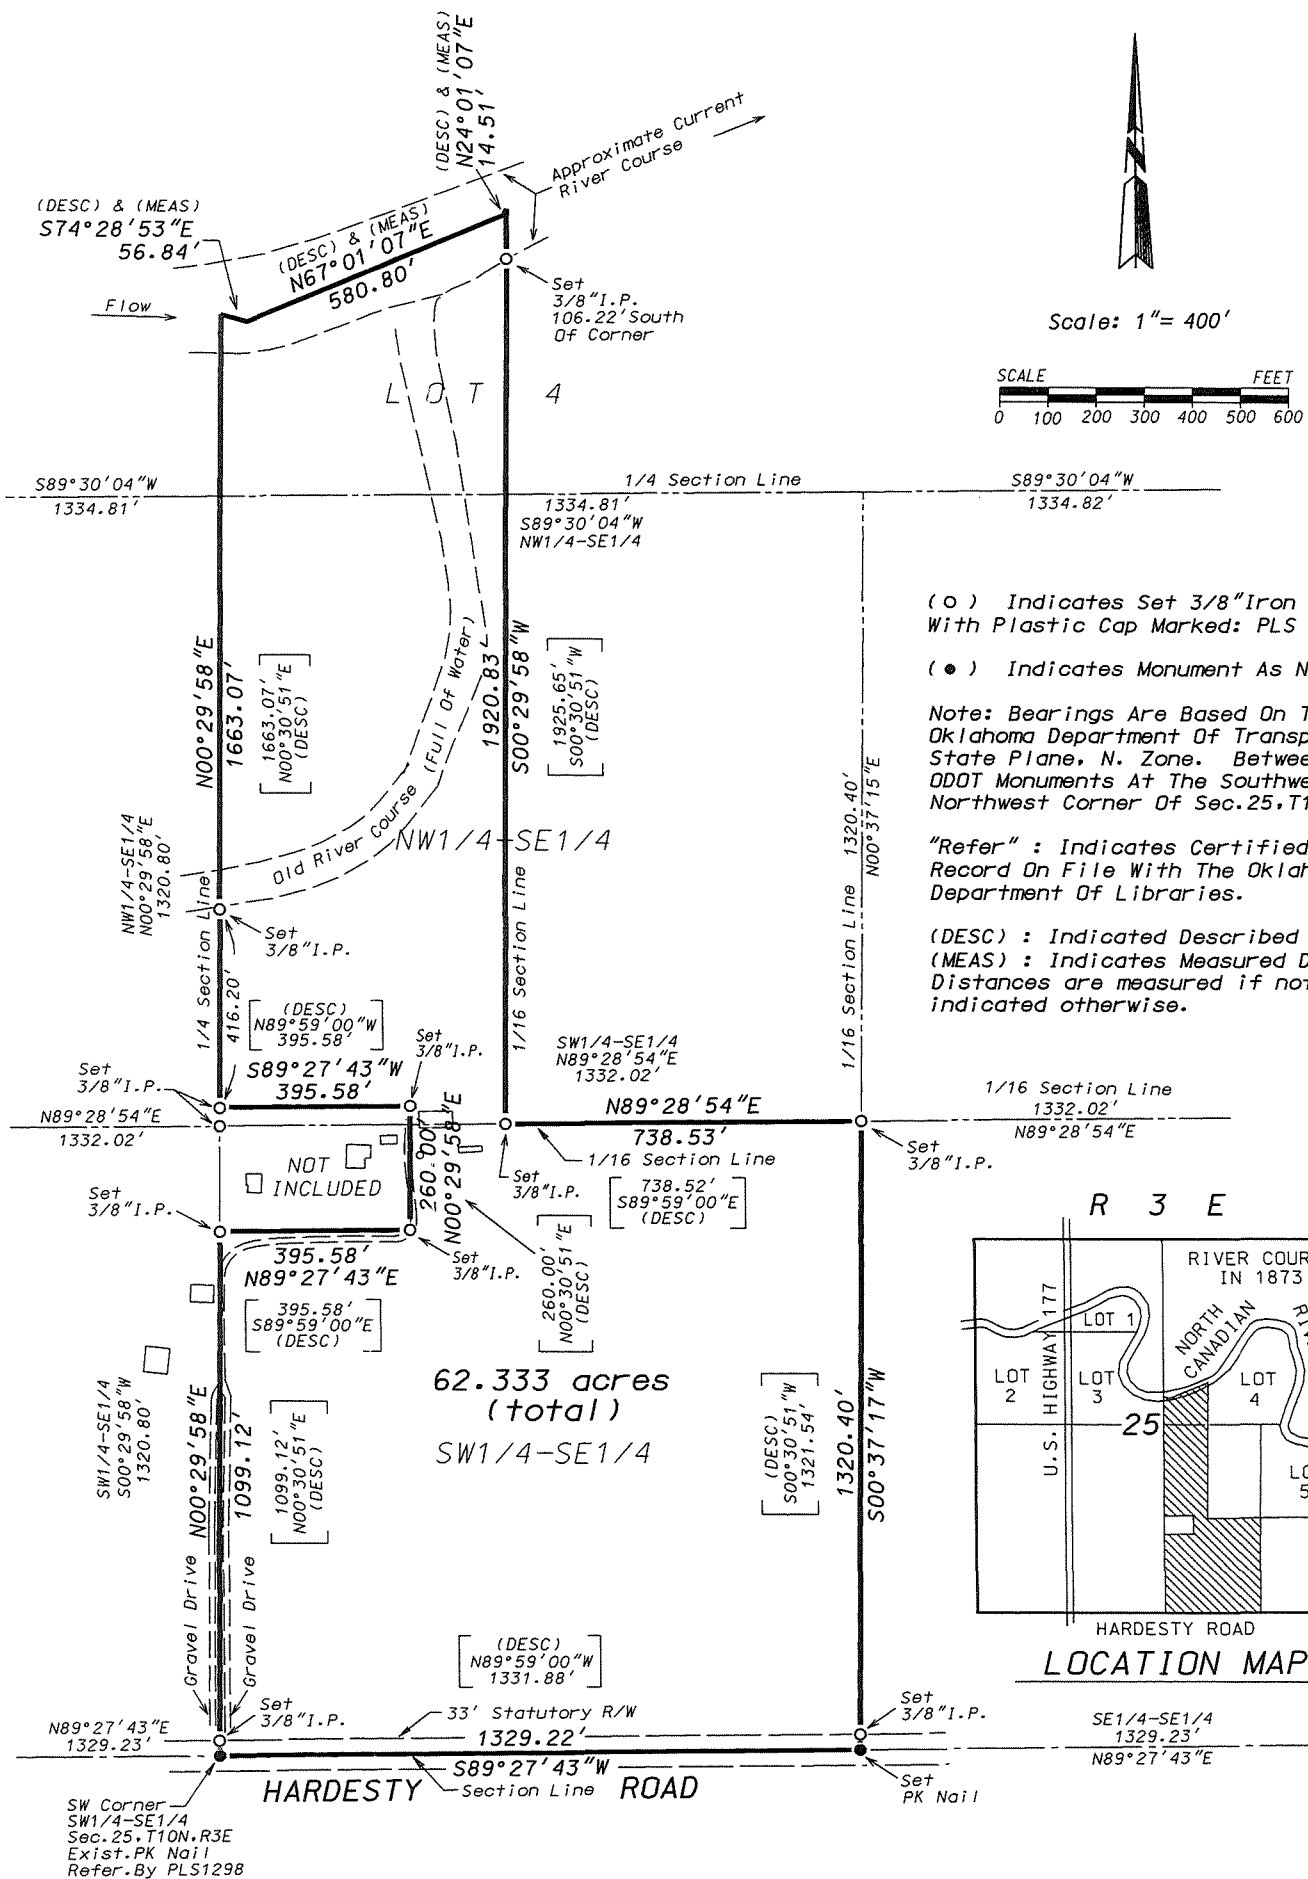 (DESC) & (MEAS)
N24°01'07"E
14.51'
Approximate Current
River Course
(DESC) & (MEAS)
S74°28'53"E
56.84'
(DESC) & (MEAS)
N67°01'07"E
580.80'
Flow
Set
3/8"I.P.
106.22'South
Of Corner
N
Scale: 1"= 400'
SCALE FEET
0 100 200 300 400 500 600
LOT 4
S89°30'04"W
1334.81'
1/4 Section Line
1334.81'
S89°30'04"W
NW1/4-SE1/4
S89°30'04"W
1334.82'
(○) Indicates Set 3/8"Iron
With Plastic Cap Marked: PLS
(●) Indicates Monument As N
Note: Bearings Are Based On T
Oklahoma Department Of Transp
State Plane, N. Zone. Betwee
ODOT Monuments At The Southwe
Northwest Corner Of Sec.25,T1
"Refer" : Indicates Certified
Record On File With The Oklah
Department Of Libraries.
(DESC) : Indicated Described
(MEAS) : Indicates Measured D
Distances are measured if not
indicated otherwise.
N00°29'58"E
1663.07'
1663.07'
N00°30'51"E
(DESC)
Old River Course (Full Of Water)
1920.83'
S00°29'58"W
1925.65'
S00°30'51"W
(DESC)
1320.40'
N00°37'15"E
NW1/4-SE1/4
NW1/4-SE1/4
N00°29'58"E
1320.80'
1/4 Section Line
Set
3/8"I.P.
416.20'
1/16 Section Line
1/16 Section Line
(DESC)
N89°59'00"W
395.58'
S89°27'43"W
395.58'
Set
3/8"I.P.
Set
3/8"I.P.
SW1/4-SE1/4
N89°28'54"E
1332.02'
N89°28'54"E
738.53'
1/16 Section Line
738.52'
S89°59'00"E
(DESC)
1/16 Section Line
1332.02'
N89°28'54"E
Set
3/8"I.P.
N89°28'54"E
1332.02'
NOT
INCLUDED
260.00'
N00°29'58"E
Set
3/8"I.P.
Set
3/8"I.P.
Set
3/8"I.P.
395.58'
N89°27'43"E
395.58'
S89°59'00"E
(DESC)
260.00'
N00°30'51"E
(DESC)
62.333 acres
(total)
SW1/4-SE1/4
SW1/4-SE1/4
S00°29'58"W
1320.80'
N00°29'58"E
1099.12'
1099.12'
N00°30'51"E
(DESC)
(DESC)
S00°30'51"W
1321.54'
1320.40'
S00°37'17"W
Gravel Drive
Gravel Drive
(DESC)
N89°59'00"W
1331.88'
Set
3/8"I.P.
33' Statutory R/W
1329.22'
S89°27'43"W
Section Line
HARDESTY ROAD
N89°27'43"E
1329.23'
Set
3/8"I.P.
Set
PK Nail
SE1/4-SE1/4
1329.23'
N89°27'43"E
SW Corner
SW1/4-SE1/4
Sec.25,T10N,R3E
Exist.PK Nail
Refer.By PLS1298
R 3 E
RIVER COUR
IN 1873
U.S. HIGHWAY 177
LOT 1
NORTH
CANADIAN
RIV
LOT
2
LOT
3
LOT
4
25
LO
5
HARDESTY ROAD
LOCATION MAP